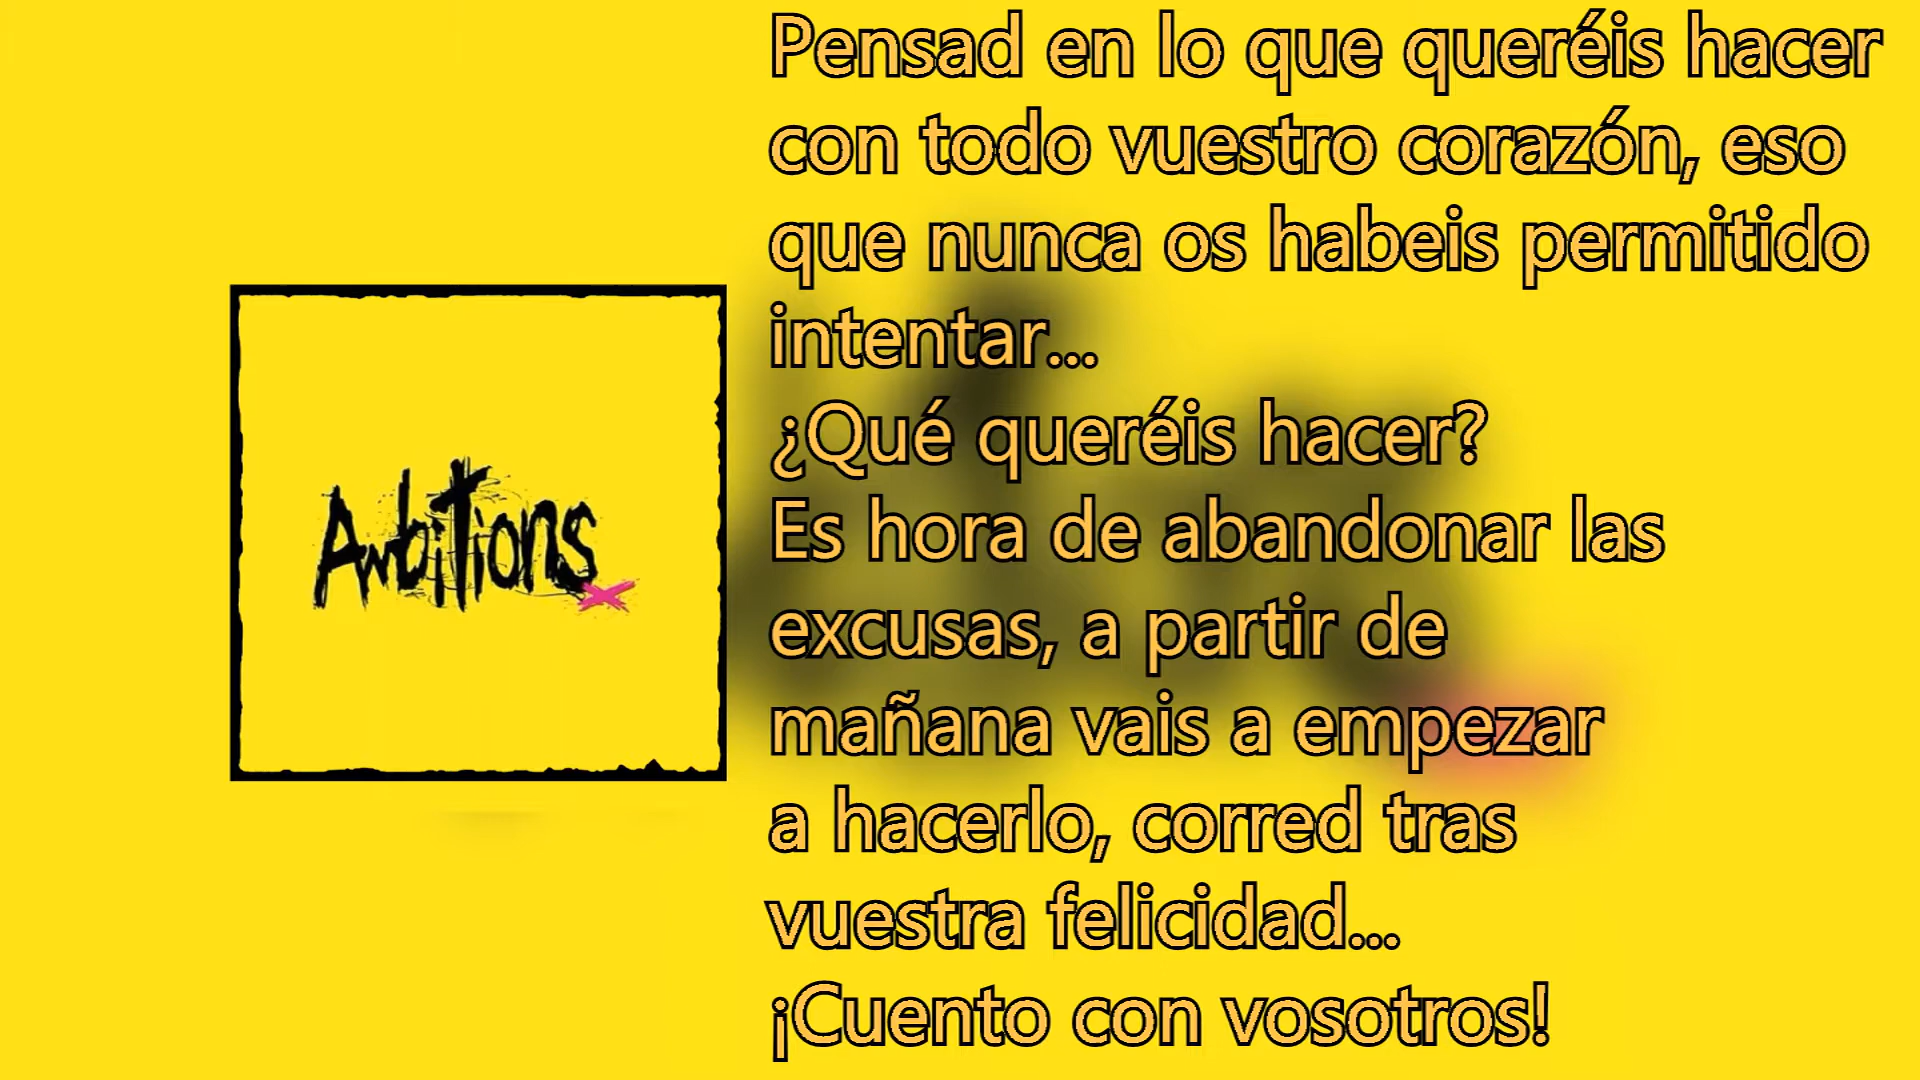 Pensad en lo que queréis hacer
con todo vuestro corazón, eso
que nunca os habeis permitido
intentar...
¿Qué queréis hacer?
Es hora de abandonar las
excusas, a partir de
mañana vais a empezar
a hacerlo, corred tras
vuestra felicidad...
¡Cuento con vosotros!
Ambitions